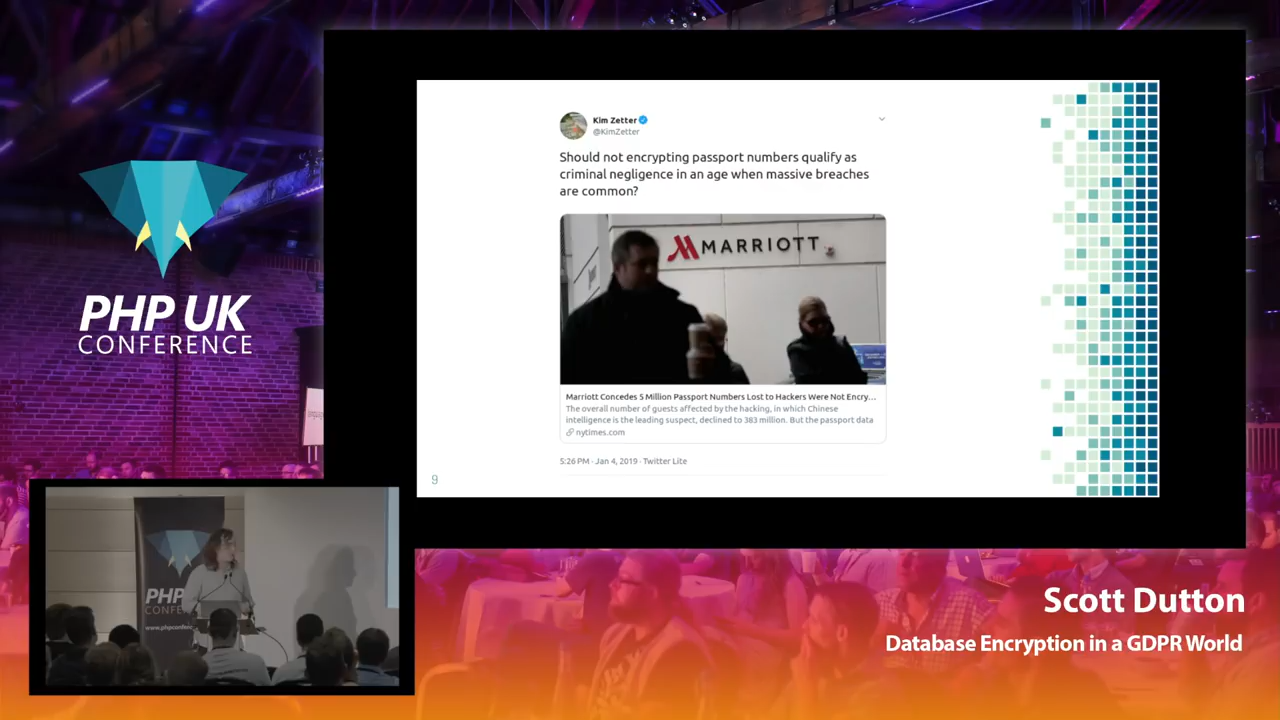 PHP UK
CONFERENCE
Kim Zetter
@KimZetter
Should not encrypting passport numbers qualify as
criminal negligence in an age when massive breaches
are common?
MARRIOTT
Marriott Concedes 5 Million Passport Numbers Lost to Hackers Were Not Encry...
The overall number of guests affected by the hacking, in which Chinese
intelligence is the leading suspect, declined to 383 million. But the passport data
nytimes.com
5:26 PM · Jan 4, 2019 · Twitter Lite
9
PHP
CONFE
Scott Dutton
Database Encryption in a GDPR World